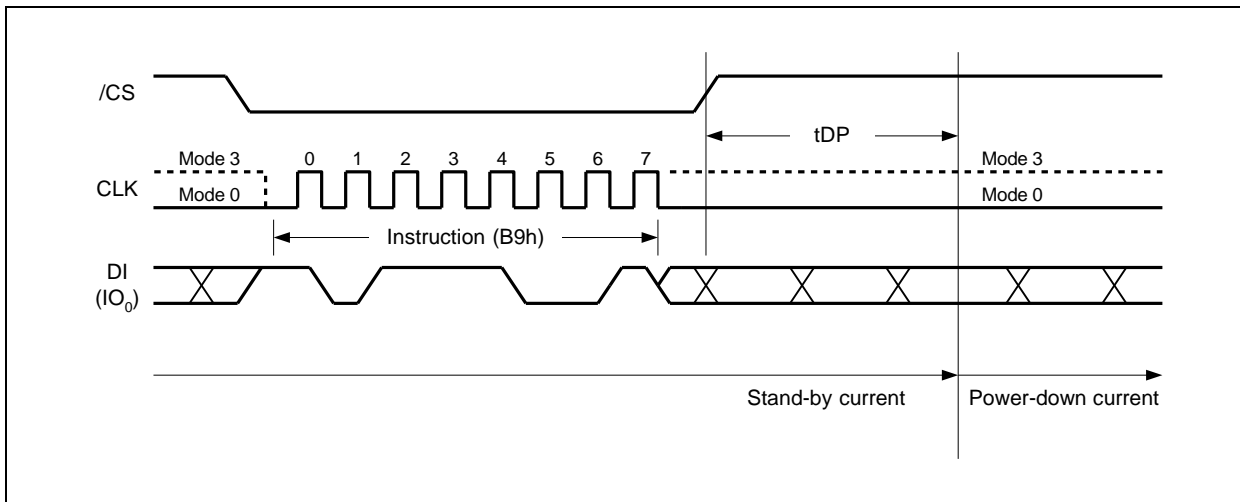 /CS
tDP
Mode 3 0 1 2 3 4 5 6 7 Mode 3
CLK
Mode 0 Mode 0
Instruction (B9h)
DI
(IO0)
Stand-by current Power-down current